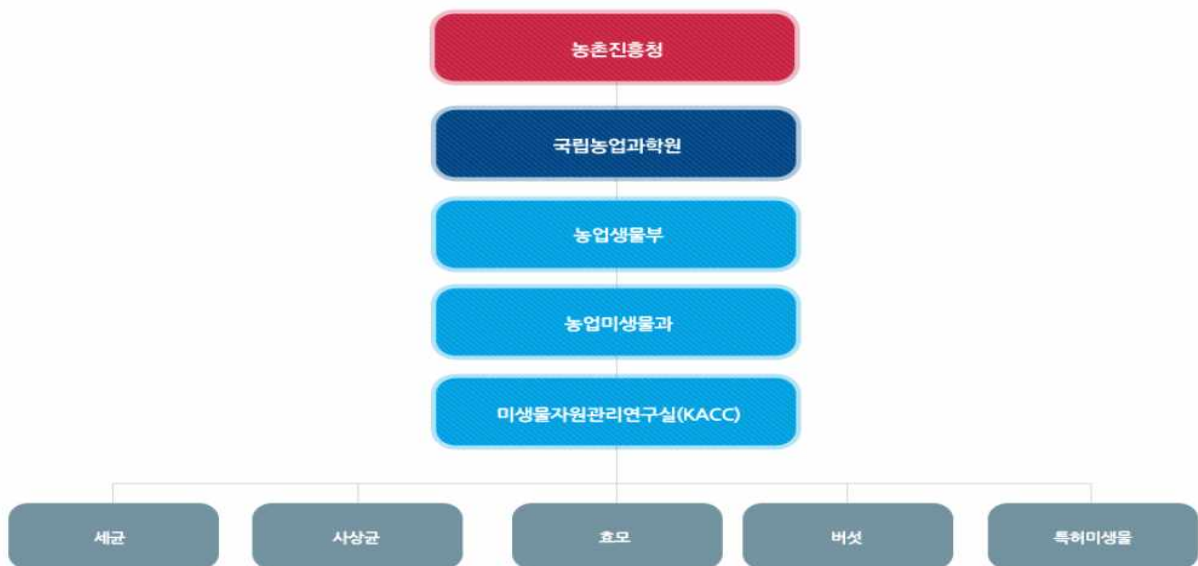 농촌진흥청
국립농업과학원
농업생물부
농업미생물과
미생물자원관리연구실(KACC)
세균
사상균
효모
버섯
특허미생물